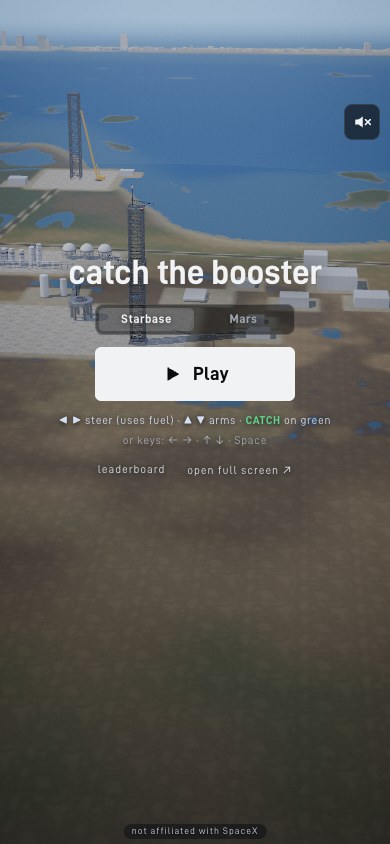 catch the booster
Starbase Mars
▶ Play
◀ ▶ steer (uses fuel) · ▲ ▼ arms · CATCH on green
or keys: ← → · ↑ ↓ · Space
leaderboard open full screen ↗
not affiliated with SpaceX